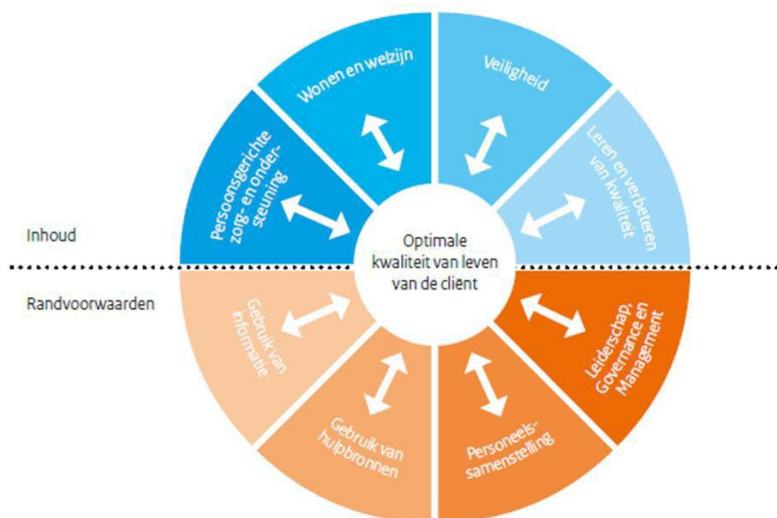 Wonen en welzijn
Veiligheid
Persoonsgerichte
zorg- en onder-
steuning
Leren en verbeteren
van kwaliteit
Inhoud
Optimale
kwaliteit van leven
van de client
Randvoorwaarden
Gebruik van
informatie
Leiderschap,
Governance en
Management
Gebruik van
hulpbronnen
Personeels-
samenstelling